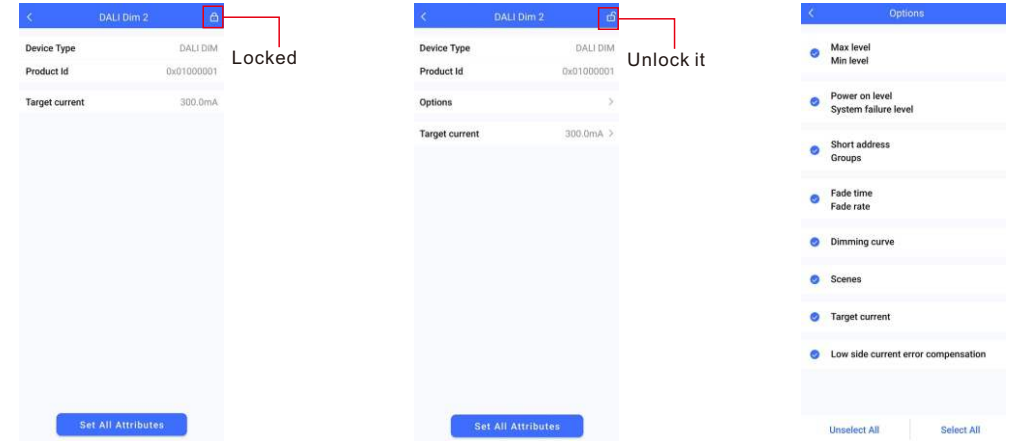 DALI Dim 2
Device Type DALI DIM
Product Id 0x01000001
Target current 300.0mA
Set All Attributes
Locked
DALI Dim 2
Device Type DALI DIM
Product Id 0x01000001
Options
Target current 300.0mA
Set All Attributes
Unlock it
Options
Max level
Min level
Power on level
System failure level
Short address
Groups
Fade time
Fade rate
Dimming curve
Scenes
Target current
Low side current error compensation
Unselect All Select All